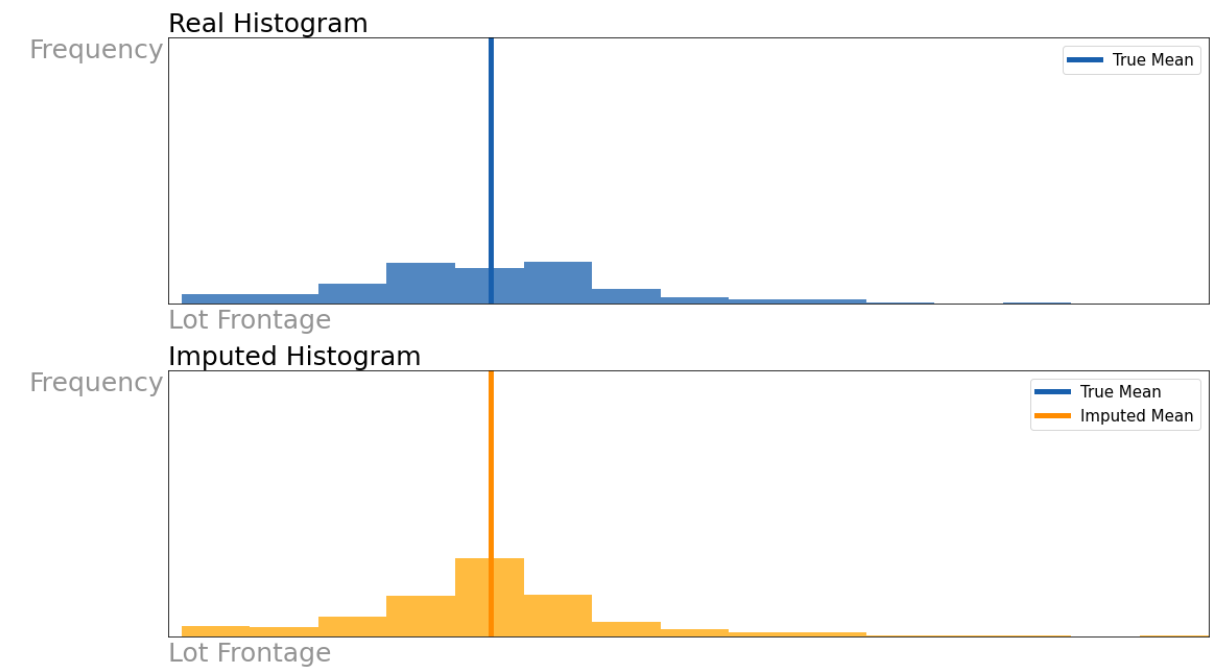 Real Histogram
Frequency
True Mean
Lot Frontage
Imputed Histogram
Frequency
True Mean
Imputed Mean
Lot Frontage